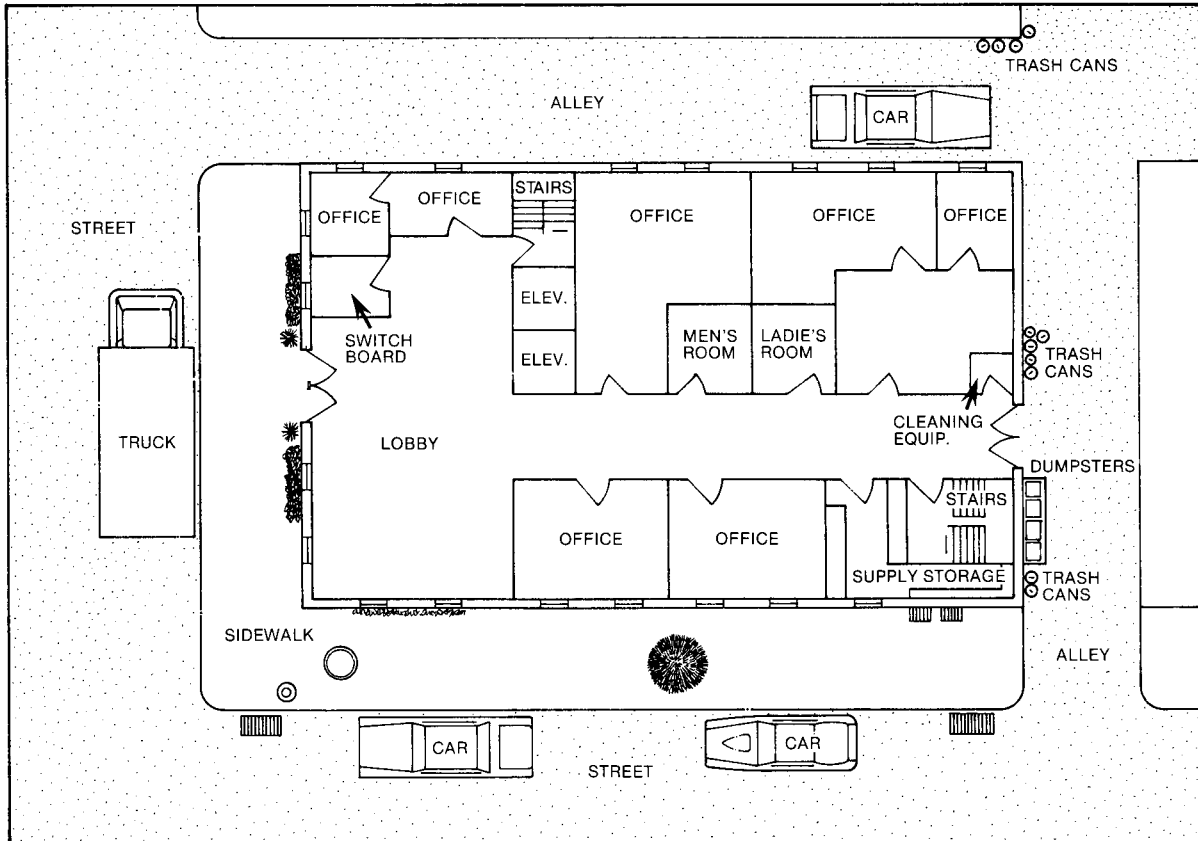 TRASH CANS
ALLEY
CAR
STAIRS
OFFICE
OFFICE
OFFICE
OFFICE
OFFICE
STREET
ELEV.
SWITCH
BOARD
ELEV.
MEN'S
ROOM
LADIE'S
ROOM
TRASH
CANS
CLEANING
EQUIP.
TRUCK
LOBBY
DUMPSTERS
STAIRS
OFFICE
OFFICE
SUPPLY STORAGE
TRASH
CANS
SIDEWALK
ALLEY
CAR
CAR
STREET